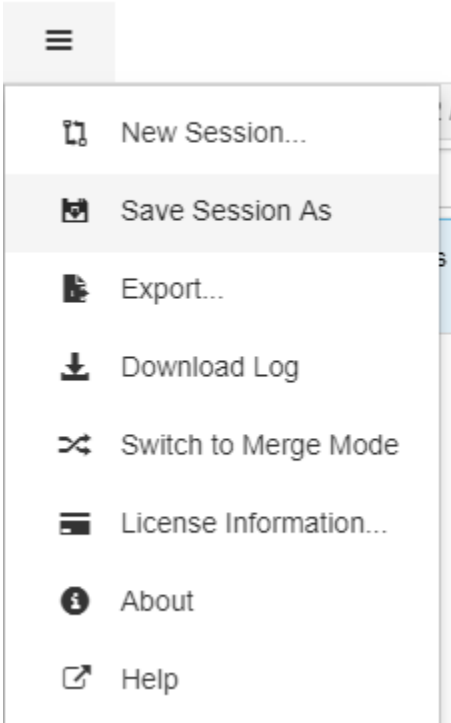 New Session...
Save Session As
Export...
Download Log
Switch to Merge Mode
License Information...
About
Help